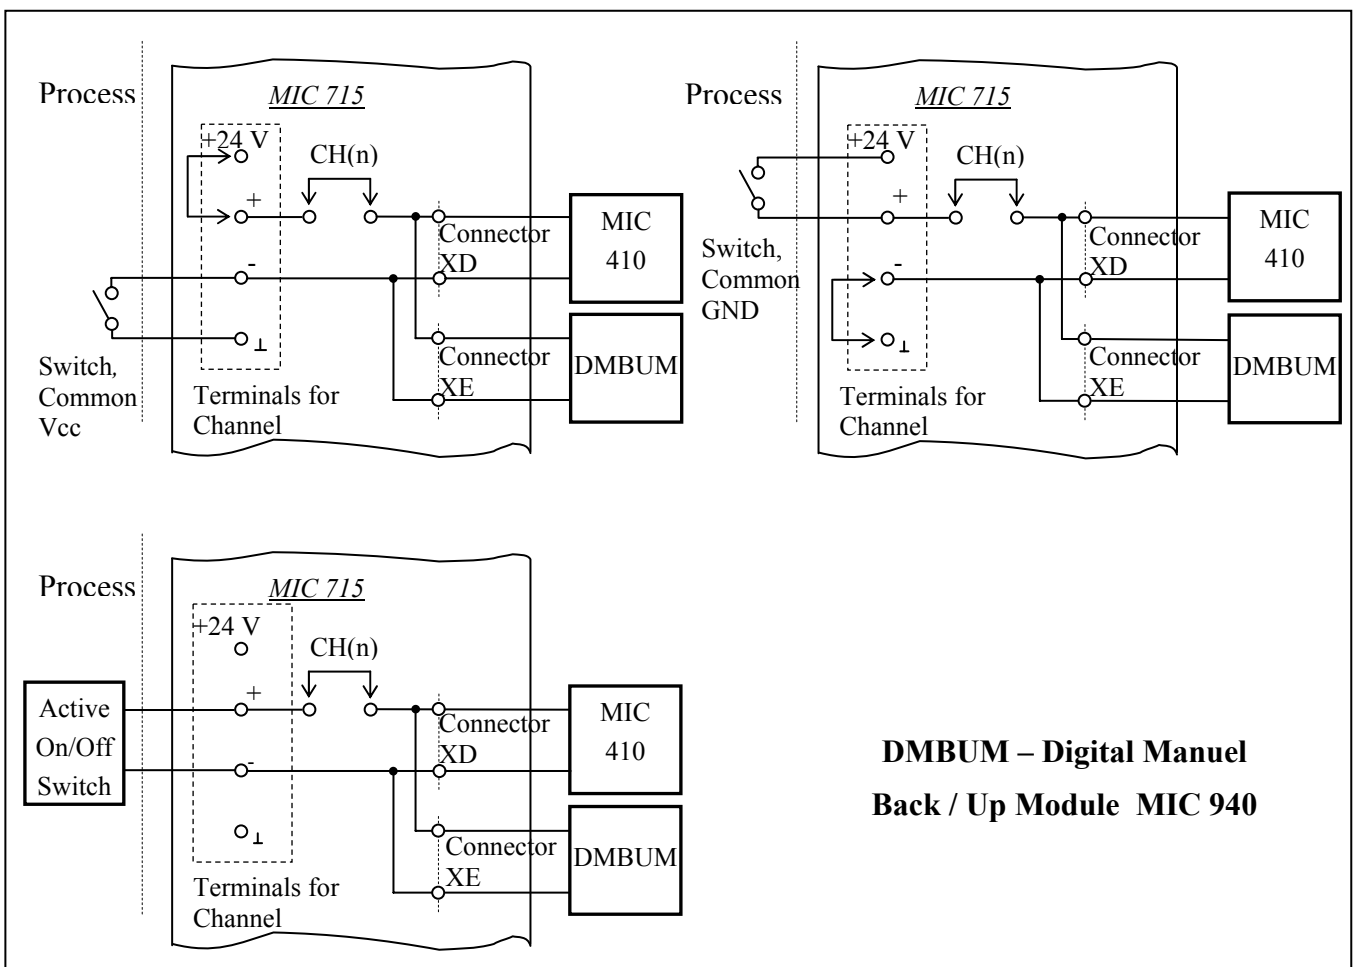 Process
MIC 715
+24 V
CH(n)
+
-
⊥
MIC
410
Connector
XD
DMBUM
Connector
XE
Switch,
Common
Vcc
Terminals for
Channel
Process
MIC 715
+24 V
CH(n)
+
-
⊥
MIC
410
Connector
XD
DMBUM
Connector
XE
Switch,
Common
GND
Terminals for
Channel
Process
MIC 715
+24 V
CH(n)
+
-
⊥
Active
On/Off
Switch
MIC
410
Connector
XD
DMBUM
Connector
XE
Terminals for
Channel
DMBUM – Digital Manuel
Back / Up Module MIC 940